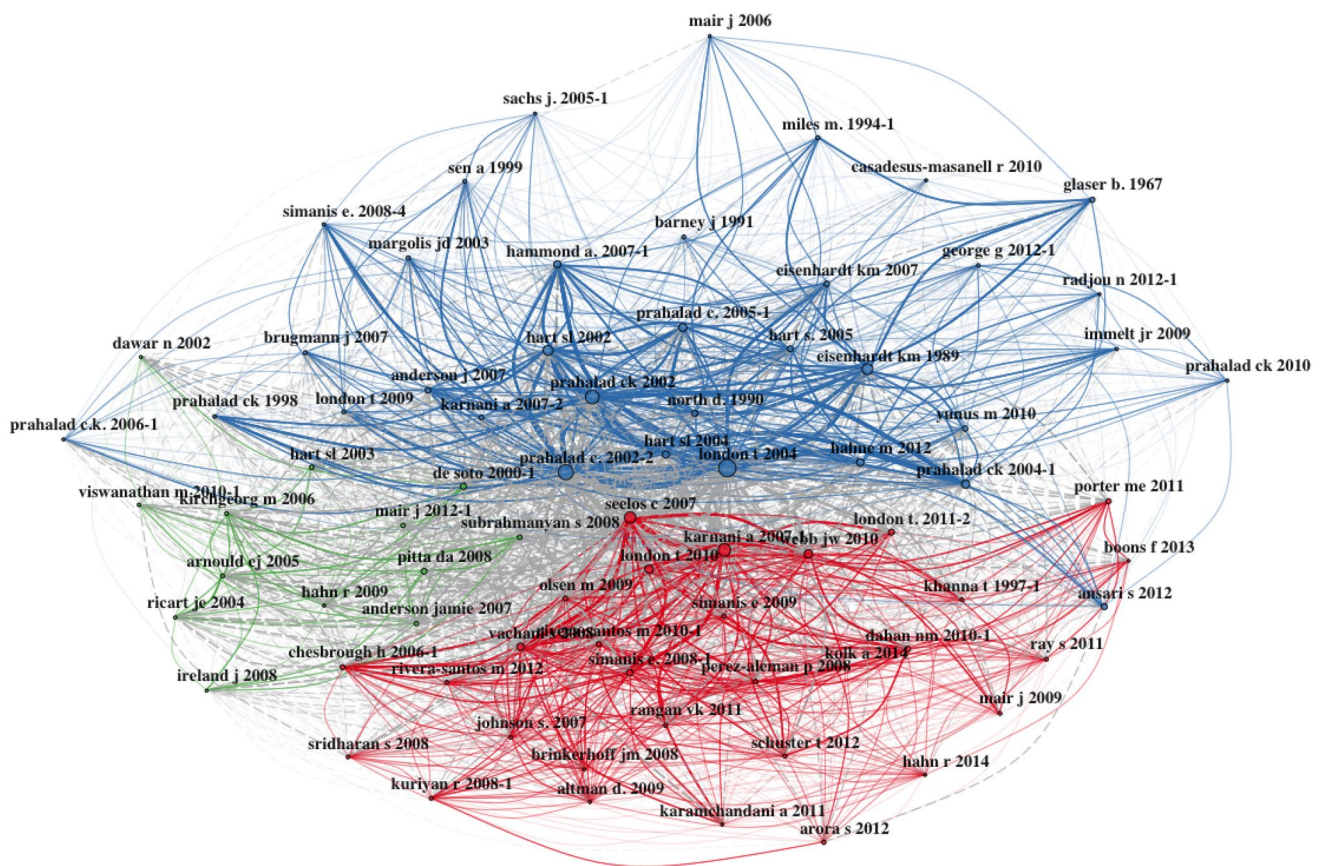 mair j 2006
sachs j. 2005-1
miles m. 1994-1
casadesus-masanell r 2010
sen a 1999
glaser b. 1967
simanis e. 2008-4
barney j 1991
margolis jd 2003
hammond a. 2007-1
george g 2012-1
eisenhardt km 2007
radjou n 2012-1
prahalad c. 2005-1
hart sl 2002
hart s. 2005
immelt jr 2009
brugmann j 2007
dawar n 2002
eisenhardt km 1989
prahalad ck 2010
anderson j 2007
prahalad ck 2002
prahalad ck 1998
london t 2009
karnani a 2007-2
north d. 1990
yunus m 2010
prahalad c.k. 2006-1
hart sl 2004
hahne m 2012
hart sl 2003
prahalad c. 2002-2
london t 2004
de soto 2000-1
prahalad ck 2004-1
viswanathan m 2010-1
kirchgeorg m 2006
porter me 2011
mair j 2012-1
seelos c 2007
subrahmanyan s 2008
london t. 2011-2
karnani a 2007-1
webb jw 2010
boons f 2013
arnould ej 2005
pitta da 2008
london t 2010
hahn r 2009
olsen m 2009
khanna t 1997-1
ansari s 2012
ricart je 2004
anderson jamie 2007
simanis e 2009
vachani s 2008
rivera-santos m 2010-1
dahan nm 2010-1
ray s 2011
chesbrough h 2006-1
kolk a 2014
simanis e. 2008-1
perez-aleman p 2008
ireland j 2008
rivera-santos m 2012
mair j 2009
rangan vk 2011
johnson s. 2007
sridharan s 2008
schuster t 2012
brinkerhoff jm 2008
hahn r 2014
kuriyan r 2008-1
altman d. 2009
karamchandani a 2011
arora s 2012